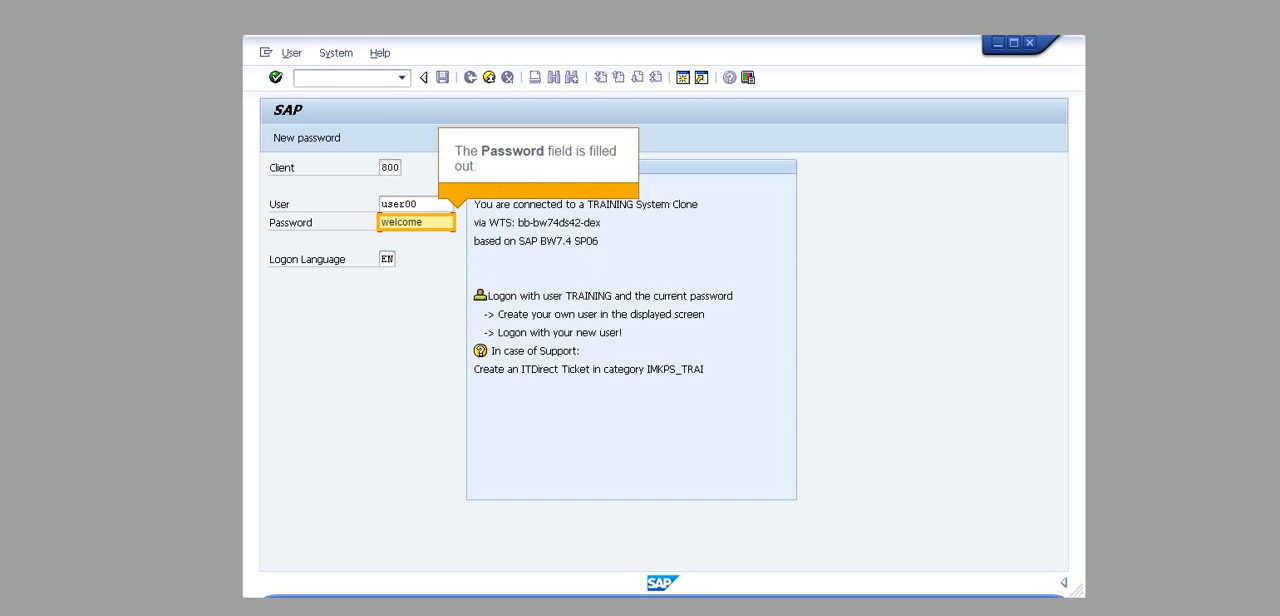 User System Help
SAP
New password
The Password field is filled
out.
Client 800
User user00
Password welcome
Logon Language EN
You are connected to a TRAINING System Clone
via WTS: bb-bw74ds42-dex
based on SAP BW7.4 SP06
Logon with user TRAINING and the current password
-> Create your own user in the displayed screen
-> Logon with your new user!
In case of Support:
Create an ITDirect Ticket in category IMKPS_TRAI
SAP